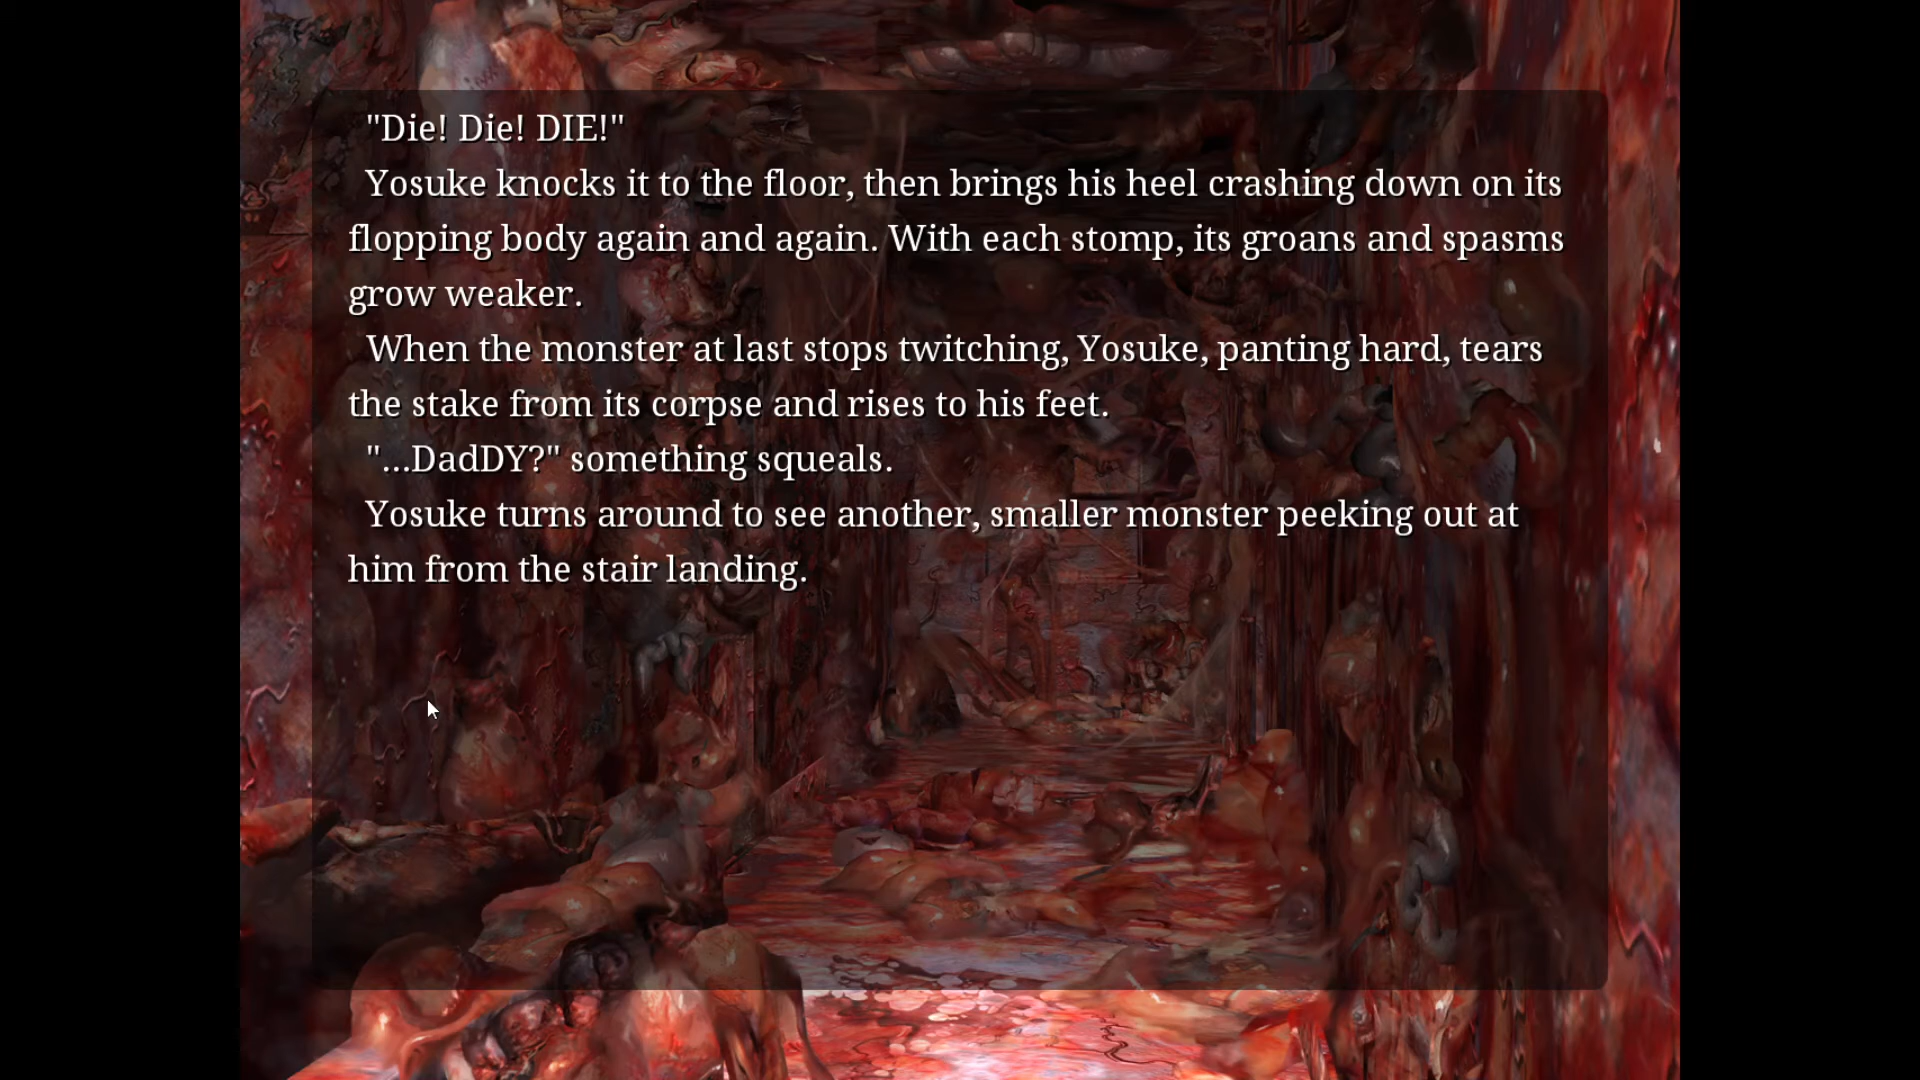 "Die! Die! DIE!"
Yosuke knocks it to the floor, then brings his heel crashing down on its
flopping body again and again. With each stomp, its groans and spasms
grow weaker.
When the monster at last stops twitching, Yosuke, panting hard, tears
the stake from its corpse and rises to his feet.
"...DadDY?" something squeals.
Yosuke turns around to see another, smaller monster peeking out at
him from the stair landing.